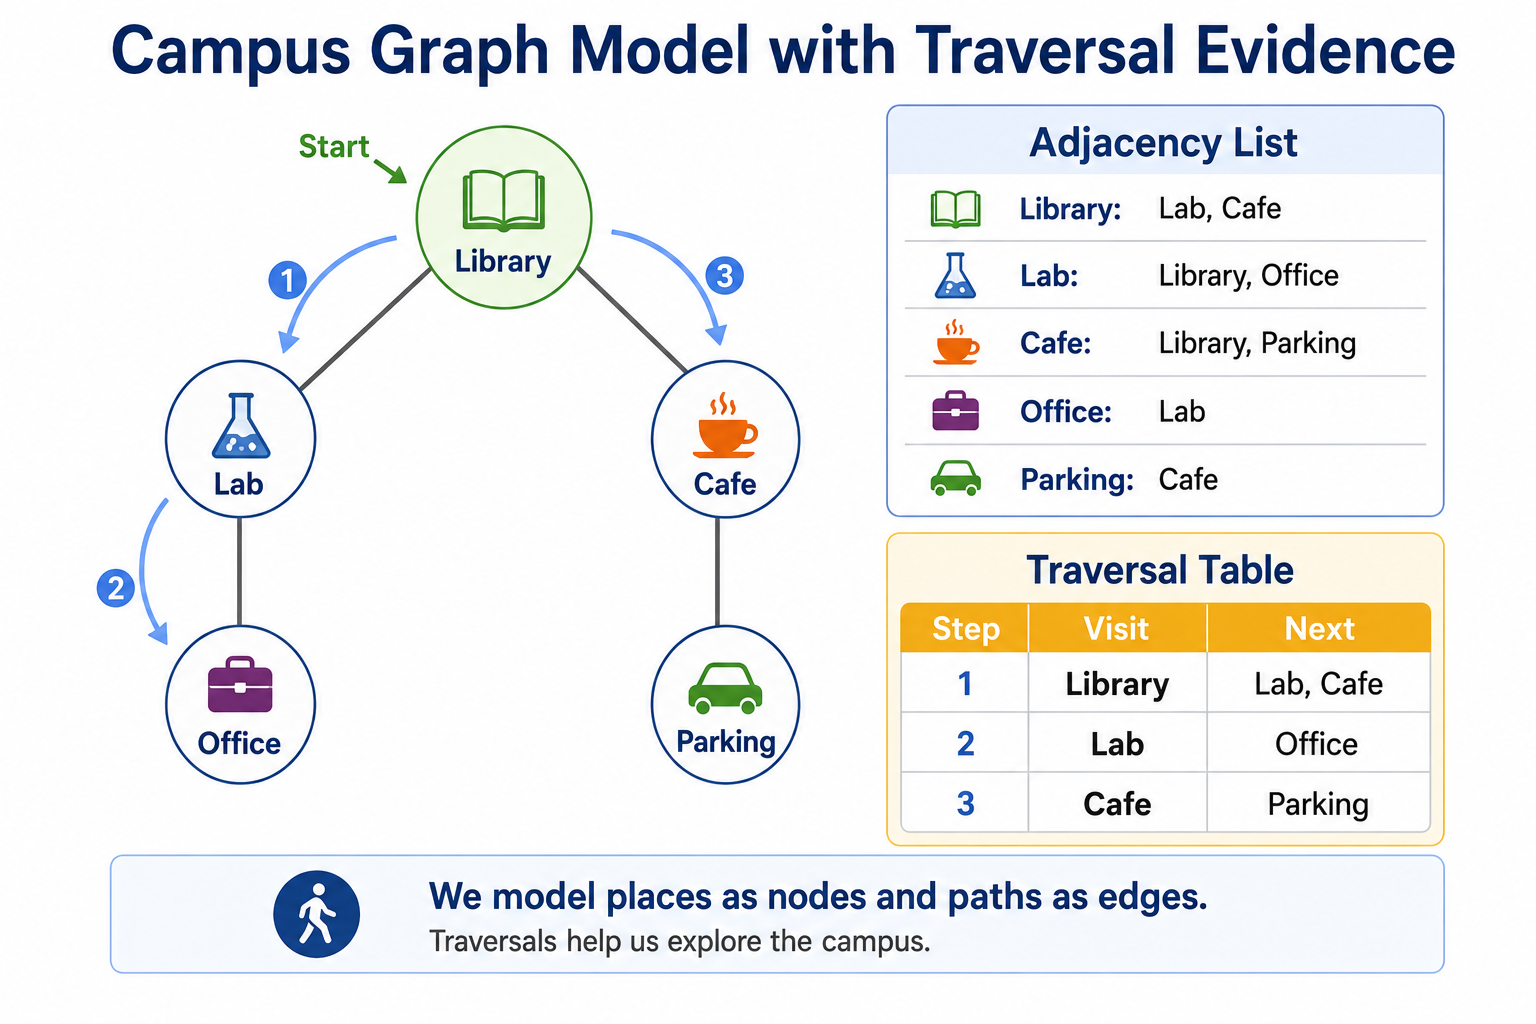 Campus Graph Model with Traversal Evidence
Start
Library
1
3
Lab
Cafe
2
Office
Parking
Adjacency List
Library: Lab, Cafe
Lab: Library, Office
Cafe: Library, Parking
Office: Lab
Parking: Cafe
Traversal Table
Step Visit Next
1 Library Lab, Cafe
2 Lab Office
3 Cafe Parking
We model places as nodes and paths as edges.
Traversals help us explore the campus.